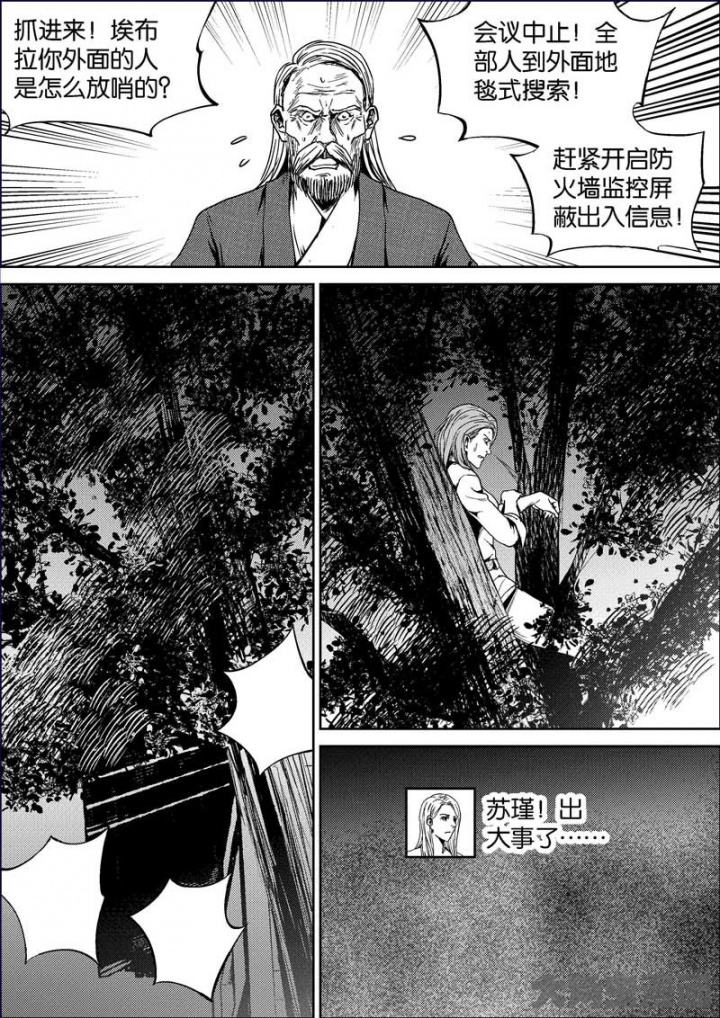 抓进来！埃布
拉你外面的人
是怎么放哨的？
会议中止！全
部人到外面地
毯式搜索！
赶紧开启防
火墙监控屏
蔽出入信息！
苏瑾！出
大事了……